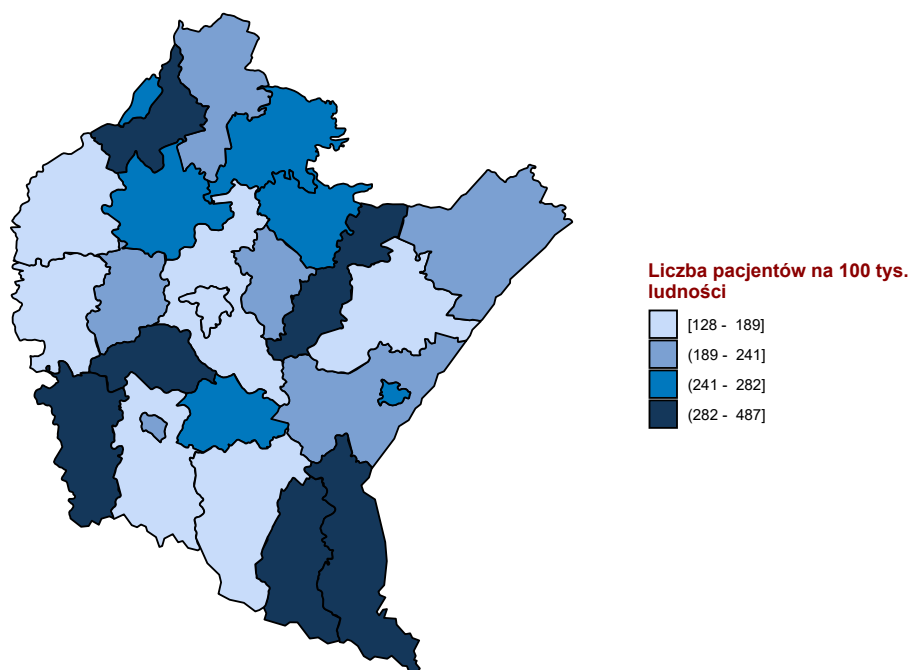 Liczba pacjentów na 100 tys.
ludności
[128 - 189]
(189 - 241]
(241 - 282]
(282 - 487]